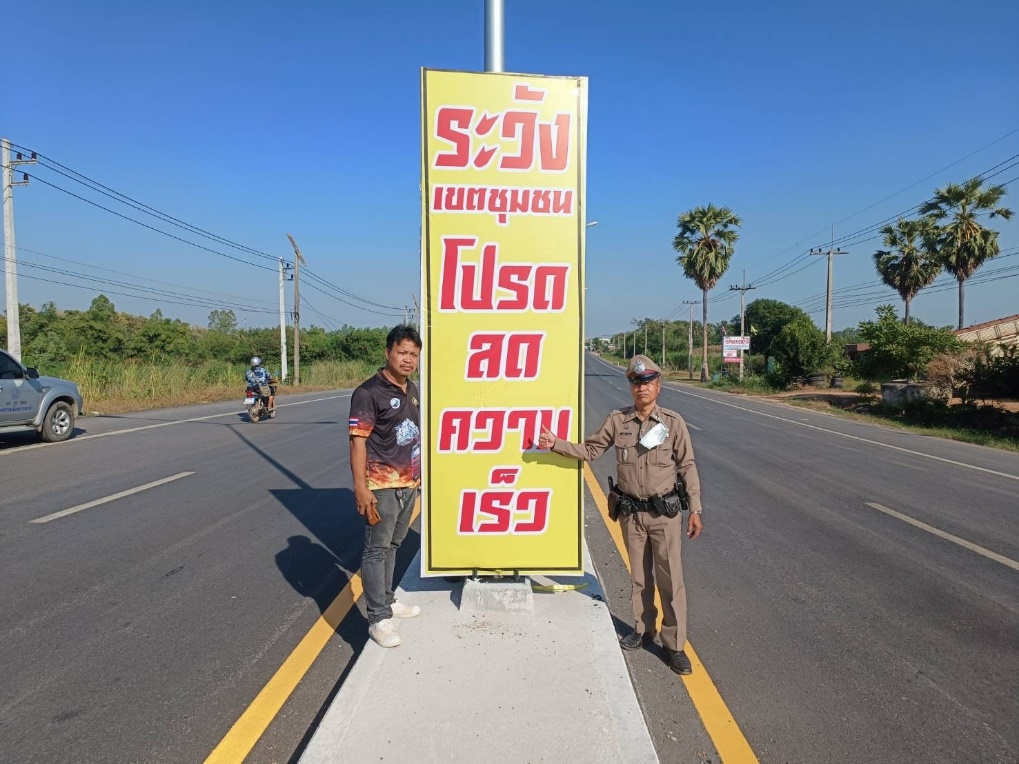 ระวัง
เขตชุมชน
โปรด
ลด
ความ
เร็ว